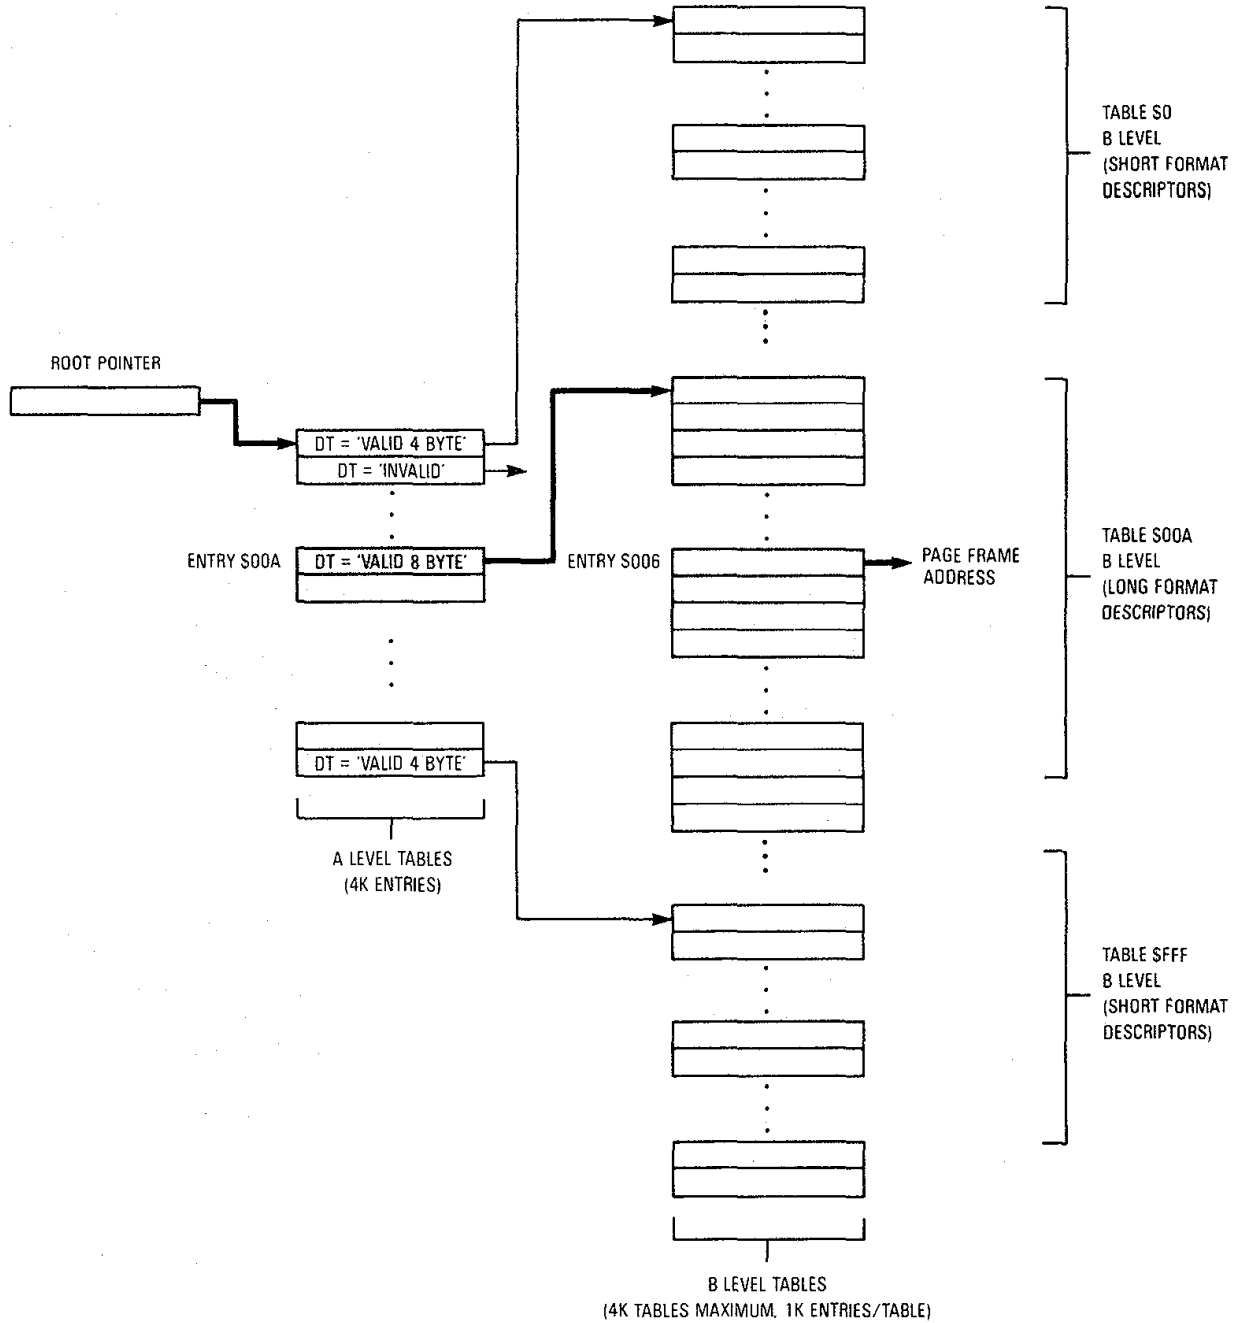 TABLE $0
B LEVEL
(SHORT FORMAT
DESCRIPTORS)
ROOT POINTER
DT = 'VALID 4 BYTE'
DT = 'INVALID'
ENTRY $00A
DT = 'VALID 8 BYTE'
ENTRY $006
PAGE FRAME
ADDRESS
TABLE $00A
B LEVEL
(LONG FORMAT
DESCRIPTORS)
DT = 'VALID 4 BYTE'
A LEVEL TABLES
(4K ENTRIES)
TABLE $FFF
B LEVEL
(SHORT FORMAT
DESCRIPTORS)
B LEVEL TABLES
(4K TABLES MAXIMUM, 1K ENTRIES/TABLE)